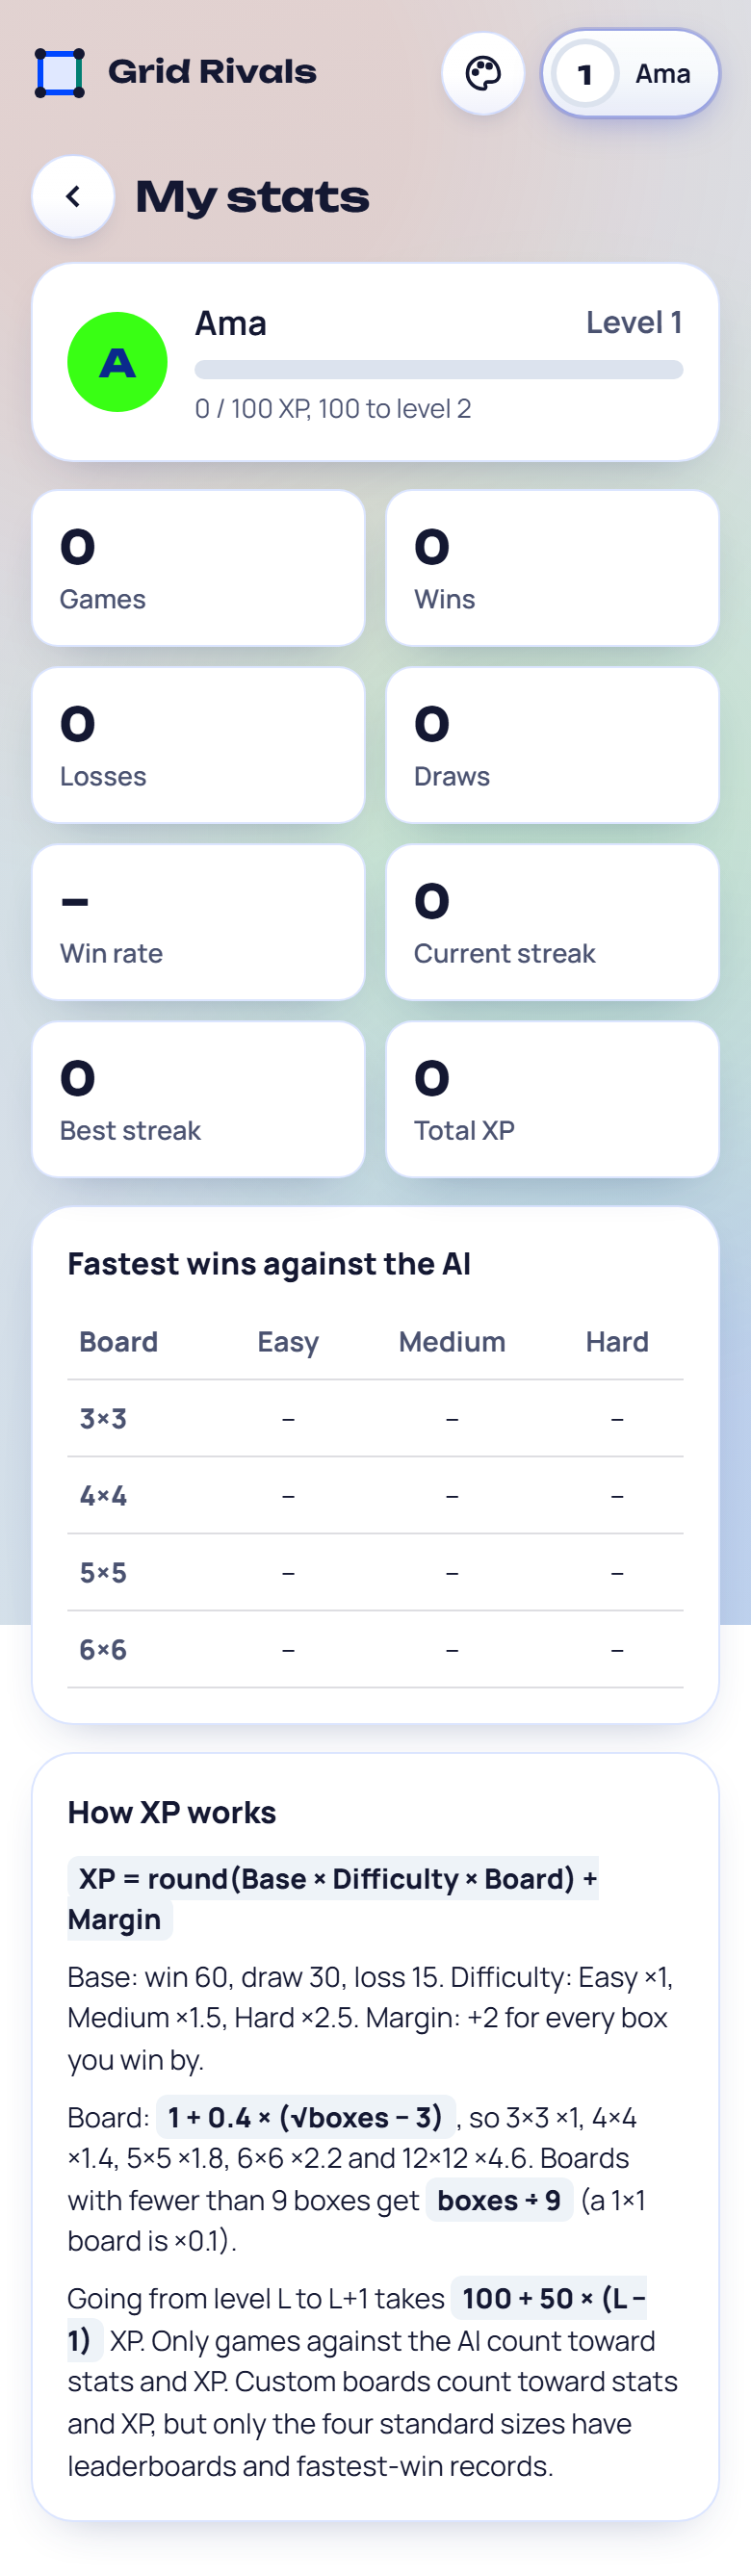 Grid Rivals
1 Ama
My stats
A
Ama
Level 1
0 / 100 XP, 100 to level 2
0
Games
0
Wins
0
Losses
0
Draws
–
Win rate
0
Current streak
0
Best streak
0
Total XP
Fastest wins against the AI
Board Easy Medium Hard
3×3 – – –
4×4 – – –
5×5 – – –
6×6 – – –
How XP works
XP = round(Base × Difficulty × Board) +
Margin
Base: win 60, draw 30, loss 15. Difficulty: Easy ×1,
Medium ×1.5, Hard ×2.5. Margin: +2 for every box
you win by.
Board: 1 + 0.4 × (√boxes − 3) , so 3×3 ×1, 4×4
×1.4, 5×5 ×1.8, 6×6 ×2.2 and 12×12 ×4.6. Boards
with fewer than 9 boxes get boxes ÷ 9 (a 1×1
board is ×0.1).
Going from level L to L+1 takes 100 + 50 × (L −
1) XP. Only games against the AI count toward
stats and XP. Custom boards count toward stats
and XP, but only the four standard sizes have
leaderboards and fastest-win records.